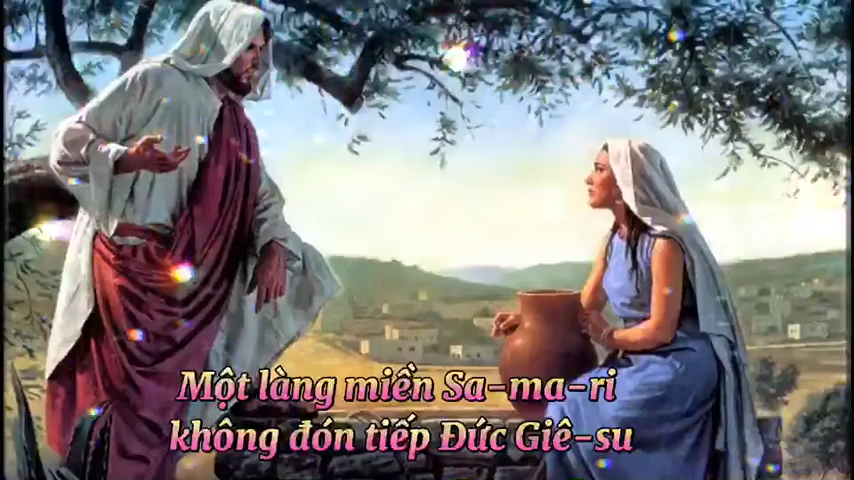 Một làng miền Sa-ma-ri
không đón tiếp Đức Giê-su